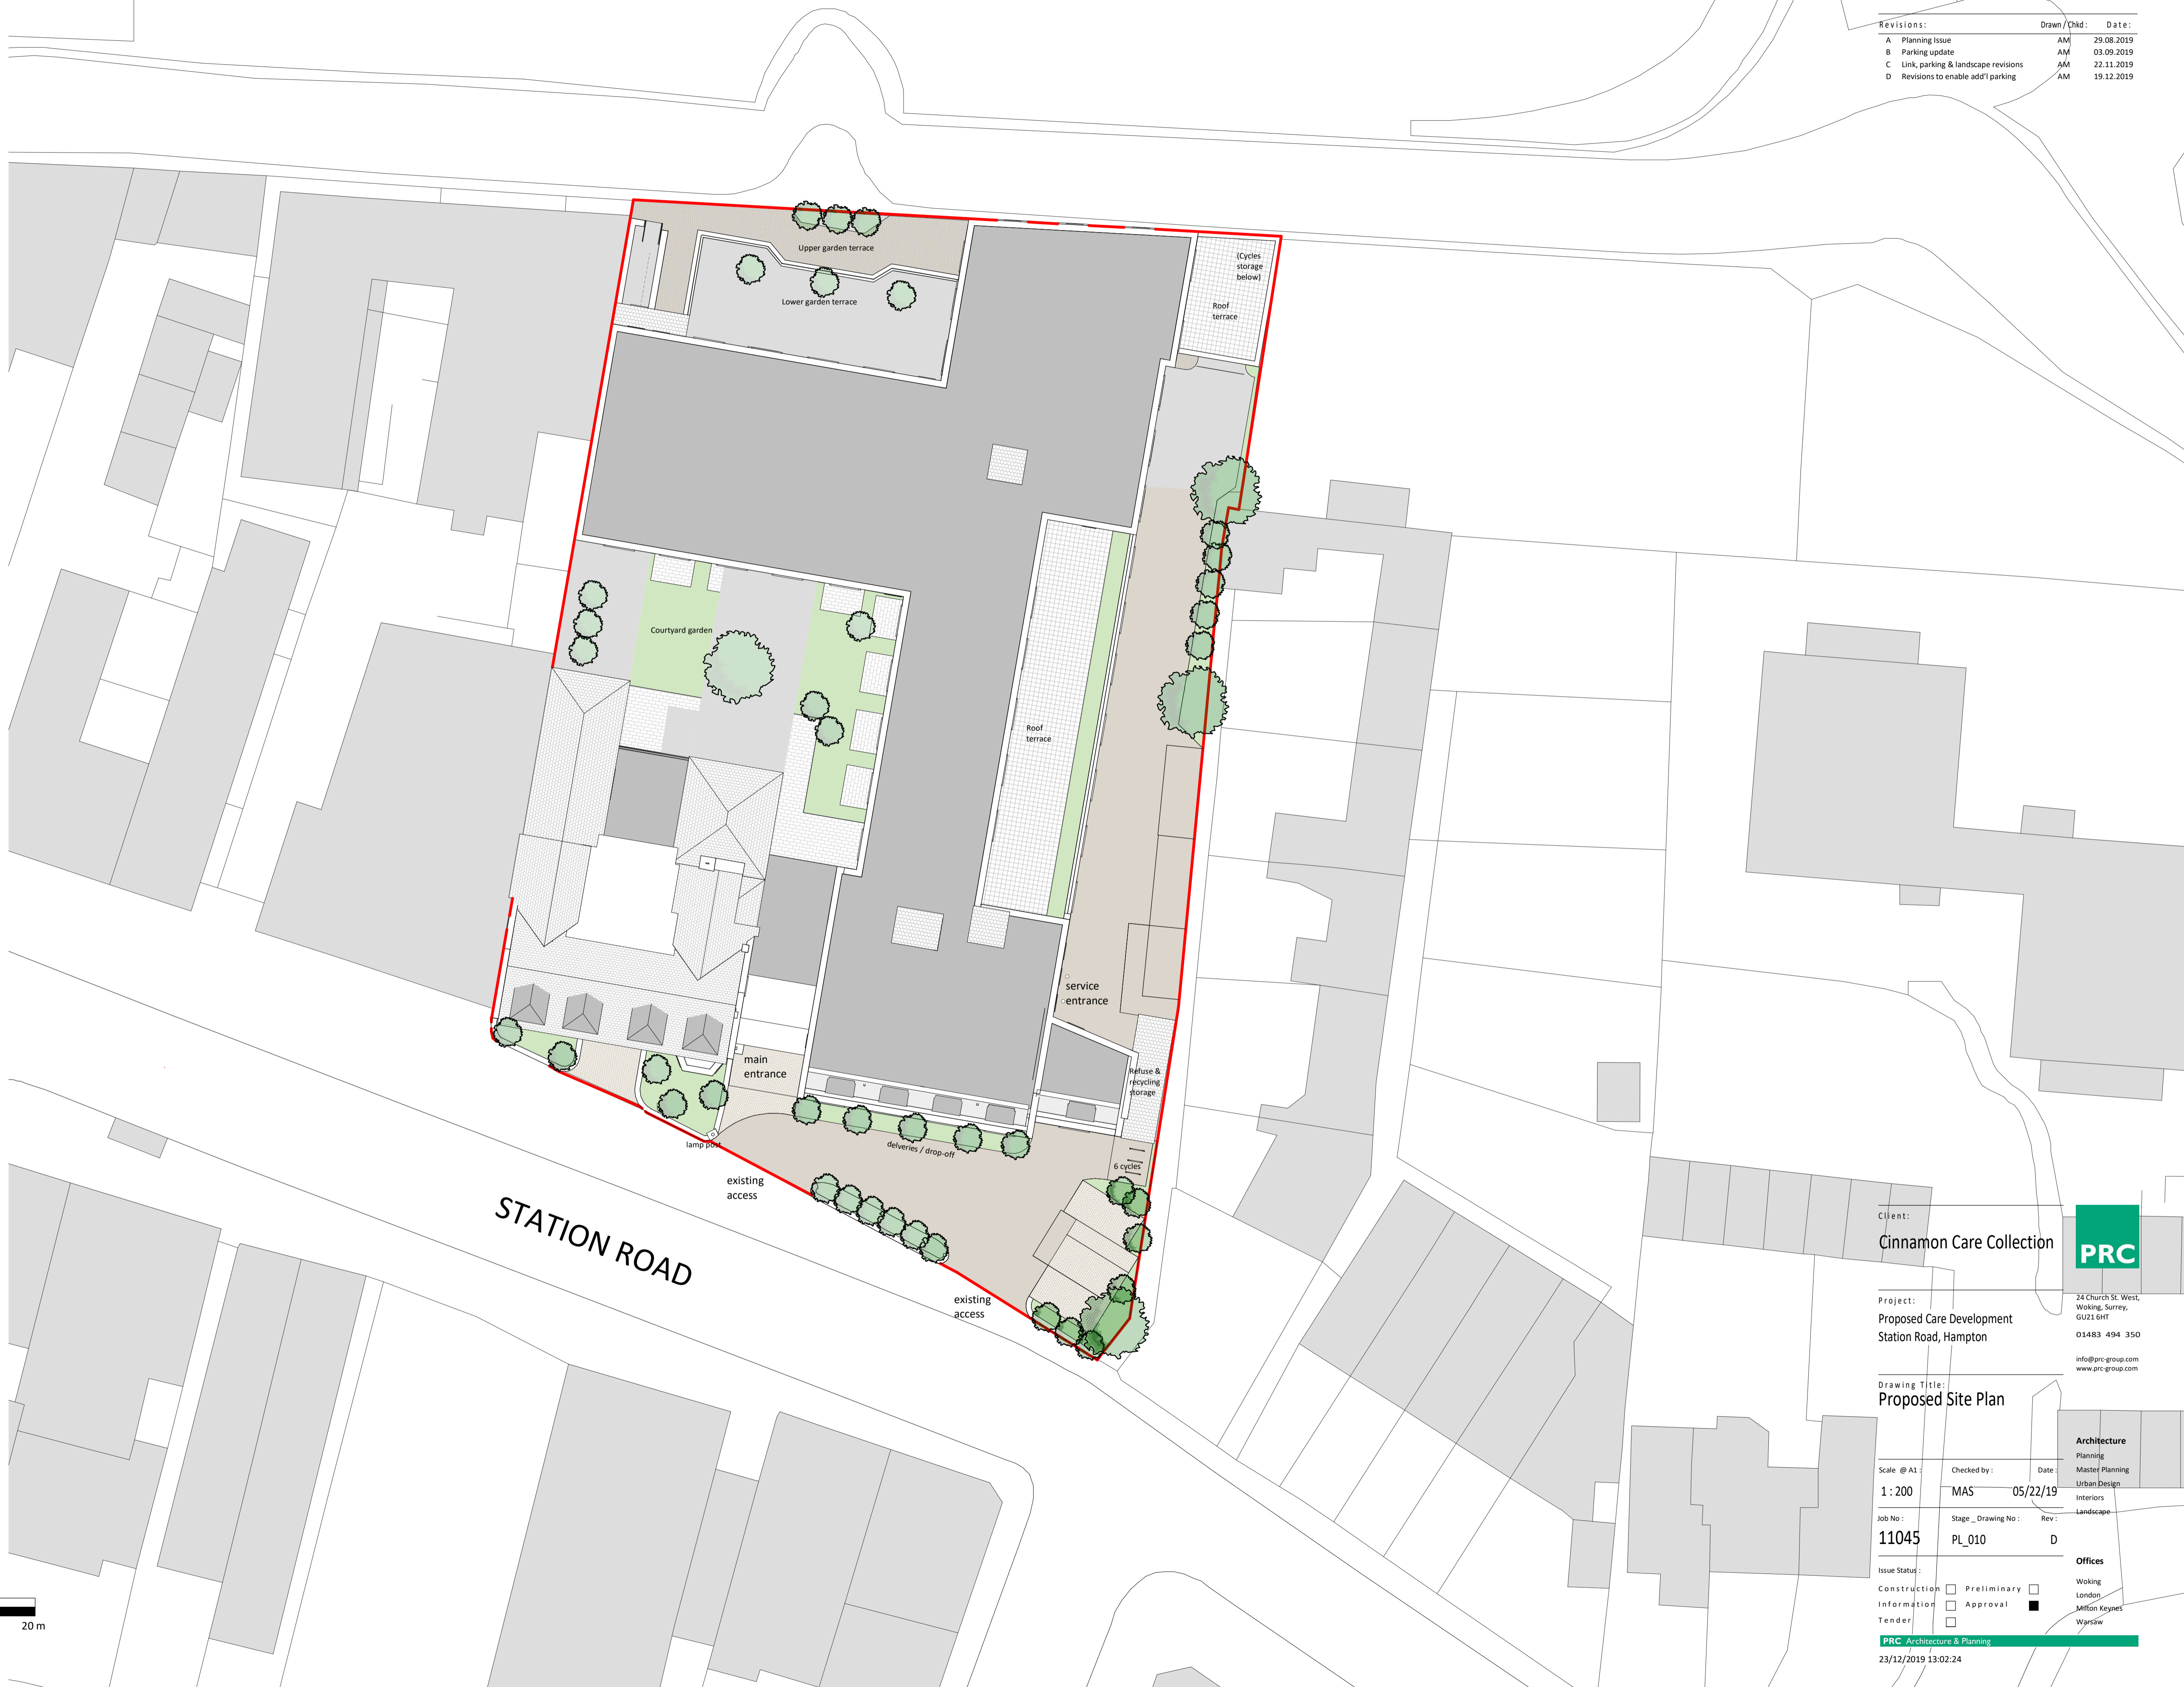 Revisions: Drawn / Chkd : Date:
A Planning Issue AM 29.08.2019
B Parking update AM 03.09.2019
C Link, parking & landscape revisions AM 22.11.2019
D Revisions to enable add'l parking AM 19.12.2019
Upper garden terrace
Lower garden terrace
(Cycles
storage
below)
Roof
terrace
Courtyard garden
Roof
terrace
service
entrance
main
entrance
Refuse &
recycling
storage
lamp post
delveries / drop-off
6 cycles
existing
access
existing
access
STATION ROAD
20 m
Client:
Cinnamon Care Collection
PRC
Project:
Proposed Care Development
Station Road, Hampton
24 Church St. West,
Woking, Surrey,
GU21 6HT
01483 494 350
info@prc-group.com
www.prc-group.com
Drawing Title:
Proposed Site Plan
Architecture
Planning
Master Planning
Urban Design
Interiors
Landscape
Scale @ A1 : Checked by : Date :
1 : 200 MAS 05/22/19
Job No : Stage _ Drawing No : Rev :
11045 PL_010 D
Offices
Woking
London
Milton Keynes
Warsaw
Issue Status :
Construction Preliminary
Information Approval
Tender
PRC Architecture & Planning
23/12/2019 13:02:24